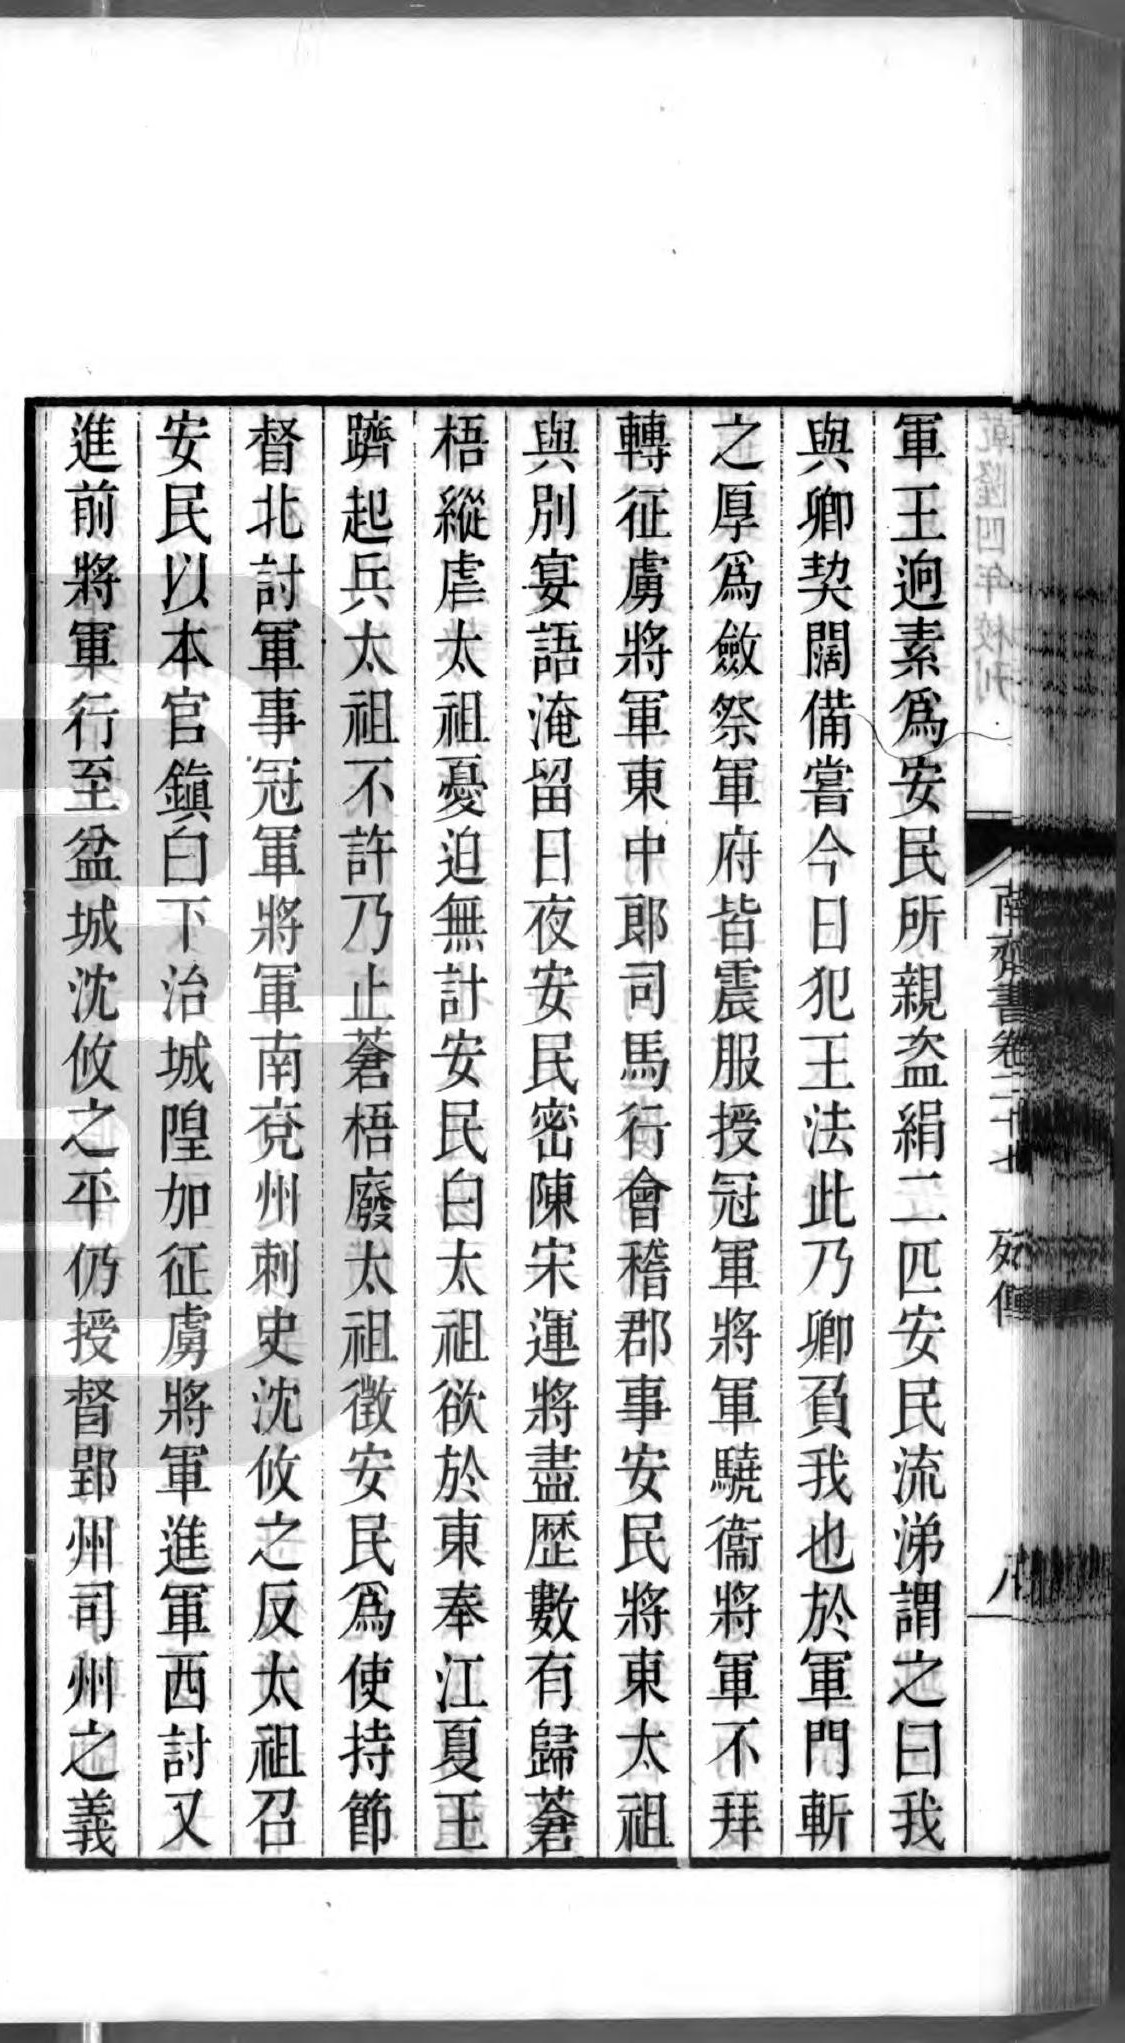 軍王逈素爲安民所親盜絹二匹安民流涕謂之曰我
與卿契闊備嘗今日犯王法此乃卿負我也於軍門斬
之厚爲斂祭軍府皆震服授冠軍將軍驍衞將軍不拜
轉征虜將軍東中郎司馬行會稽郡事安民將東太祖
與別宴語淹留日夜安民密陳宋運將盡歷數有歸蒼
梧縱虐太祖憂迫無計安民白太祖欲於東奉江夏王
躋起兵太祖不許乃止蒼梧廢太祖徵安民爲使持節
督北討軍事冠軍將軍南兗州刺史沈攸之反太祖召
安民以本官鎭白下治城隍加征虜將軍進軍西討又
進前將軍行至盆城沈攸之平仍授督郢州司州之義
南齊書卷二十七 列傳 八